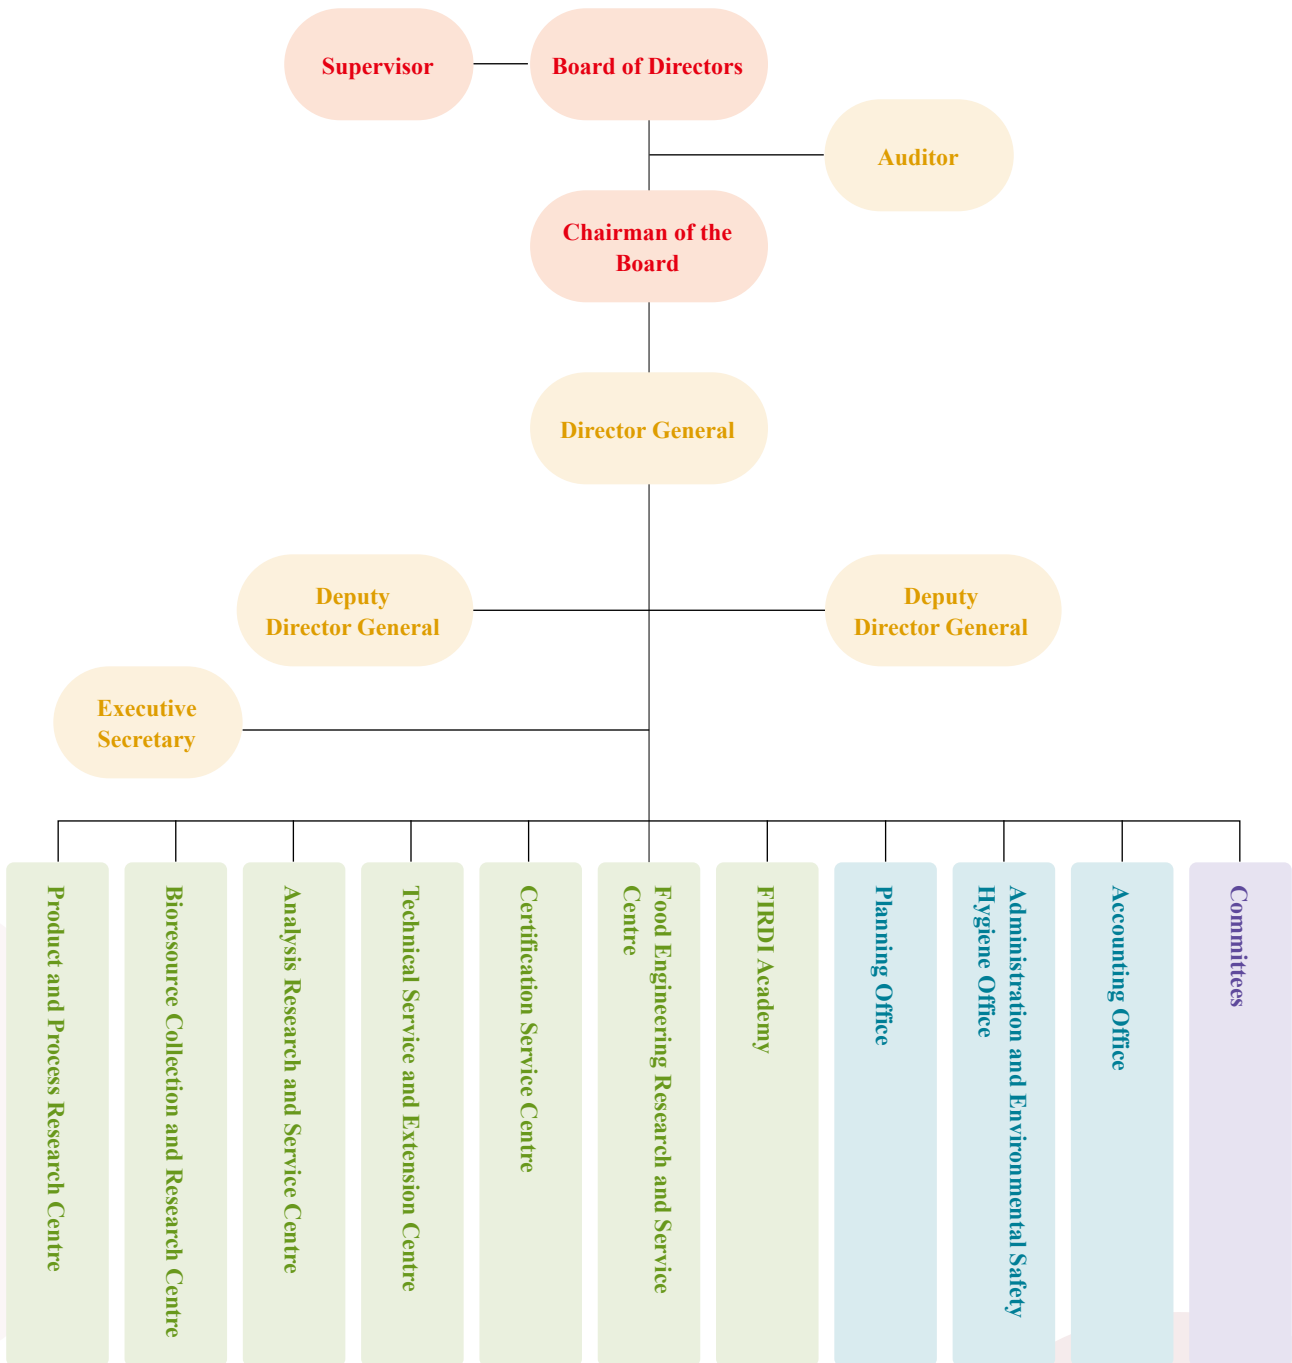 Supervisor
Board of Directors
Auditor
Chairman of the
Board
Director General
Deputy
Director General
Deputy
Director General
Executive
Secretary
Product and Process Research Centre
Bioresource Collection and Research Centre
Analysis Research and Service Centre
Technical Service and Extension Centre
Certification Service Centre
Food Engineering Research and Service
Centre
FIRDI Academy
Planning Office
Administration and Environmental Safety
Hygiene Office
Accounting Office
Committees